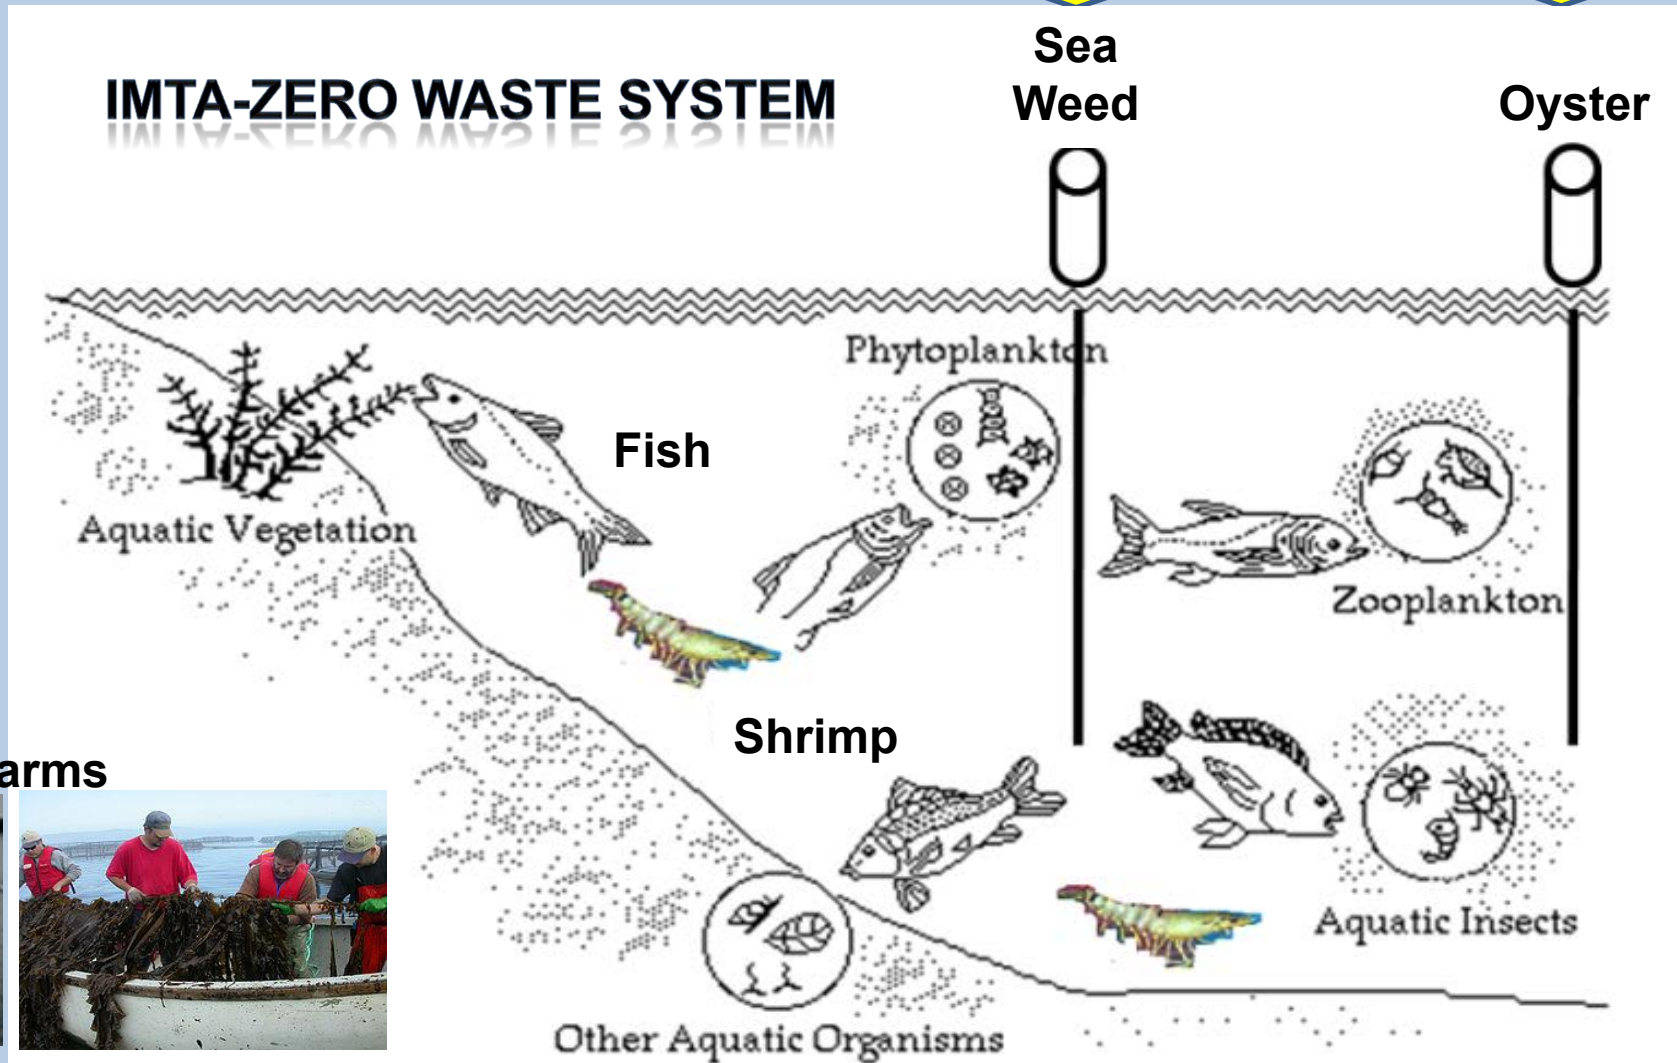 Sea
Weed
IMTA-ZERO WASTE SYSTEM
Oyster
Phytoplankton
Fish
Aquatic Vegetation
Zooplankton
Shrimp
arms
Aquatic Insects
Other Aquatic Organisms